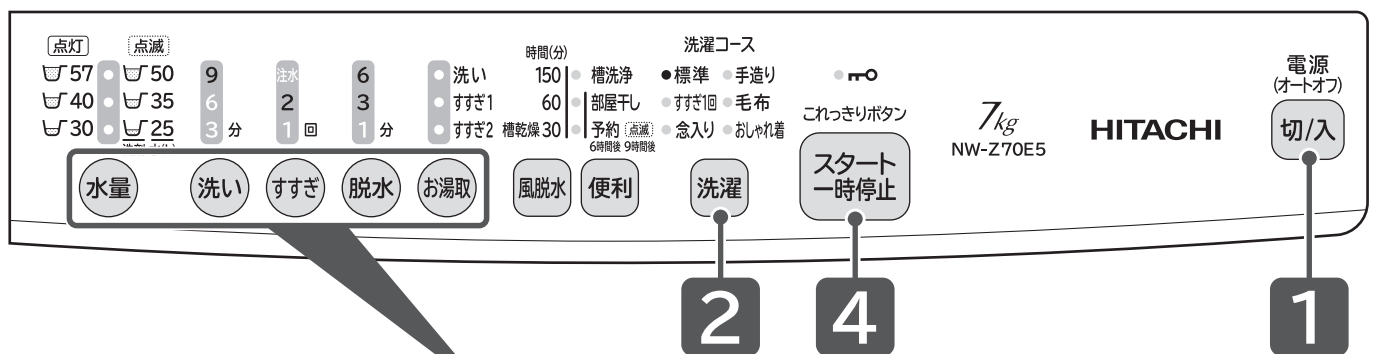 点灯 点滅
57 50
40 35
30 25
9
6
3 分
注水
2
1 回
6
3
1 分
洗い
すすぎ1
すすぎ2
時間(分)
150
60
槽乾燥 30
槽洗浄
部屋干し
予約 点滅
6時間後 9時間後
洗濯コース
標準 手造り
すすぎ1回 毛布
念入り おしゃれ着
これっきりボタン
7kg
NW-Z70E5
HITACHI
電源
(オートオフ)
切/入
水量 洗い すすぎ 脱水 お湯取 風脱水 便利 洗濯
スタート
一時停止
2 4 1